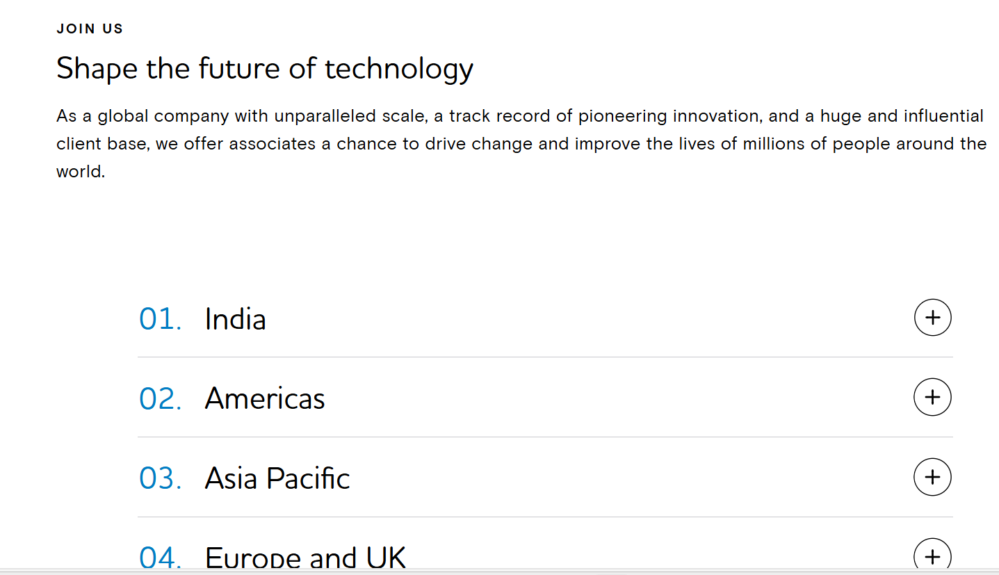 JOIN US
Shape the future of technology
As a global company with unparalleled scale, a track record of pioneering innovation, and a huge and influential
client base, we offer associates a chance to drive change and improve the lives of millions of people around the
world.
01. India
02. Americas
03. Asia Pacific
04. Europe and UK